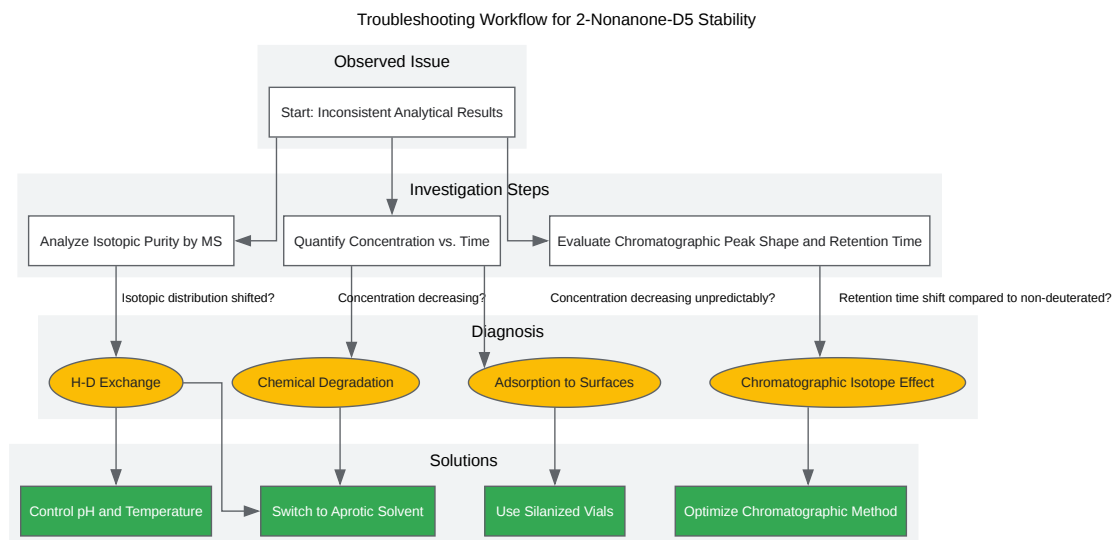 Troubleshooting Workflow for 2-Nonanone-D5 Stability
Observed Issue
Start: Inconsistent Analytical Results
Investigation Steps
Analyze Isotopic Purity by MS
Quantify Concentration vs. Time
Evaluate Chromatographic Peak Shape and Retention Time
Isotopic distribution shifted?
Concentration decreasing?
Concentration decreasing unpredictably?
Retention time shift compared to non-deuterated?
Diagnosis
H-D Exchange
Chemical Degradation
Adsorption to Surfaces
Chromatographic Isotope Effect
Solutions
Control pH and Temperature
Switch to Aprotic Solvent
Use Silanized Vials
Optimize Chromatographic Method